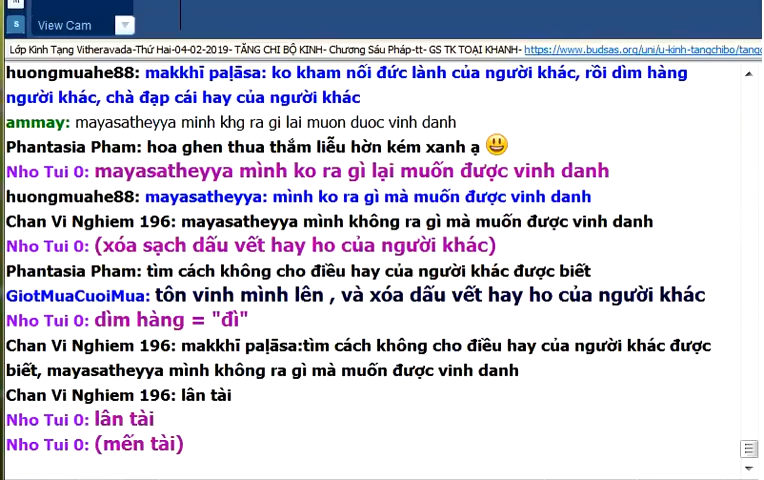 View Cam
Lớp Kinh Tạng Vitheravada-Thứ Hai-04-02-2019- TĂNG CHI BỘ KINH- Chương Sáu Pháp-tt- GS TK TOẠI KHANH- https://www.budsas.org/uni/u-kinh-tangchibo/tangc
huongmuahe88: makkhī paḷāsa: ko kham nổi đức lành của người khác, rồi dìm hàng
người khác, chà đạp cái hay của người khác
ammay: mayasatheyya minh khg ra gi lai muon duoc vinh danh
Phantasia Pham: hoa ghen thua thắm liễu hờn kém xanh ạ
Nho Tui 0: mayasatheyya mình ko ra gì lại muốn được vinh danh
huongmuahe88: mayasatheyya: mình ko ra gì mà muốn được vinh danh
Chan Vi Nghiem 196: mayasatheyya mình không ra gì mà muốn được vinh danh
Nho Tui 0: (xóa sạch dấu vết hay ho của người khác)
Phantasia Pham: tìm cách không cho điều hay của người khác được biết
GiotMuaCuoiMua: tôn vinh mình lên , và xóa dấu vết hay ho của người khác
Nho Tui 0: dìm hàng = "đì"
Chan Vi Nghiem 196: makkhī paḷāsa:tìm cách không cho điều hay của người khác được
biết, mayasatheyya mình không ra gì mà muốn được vinh danh
Chan Vi Nghiem 196: lân tài
Nho Tui 0: lân tài
Nho Tui 0: (mến tài)